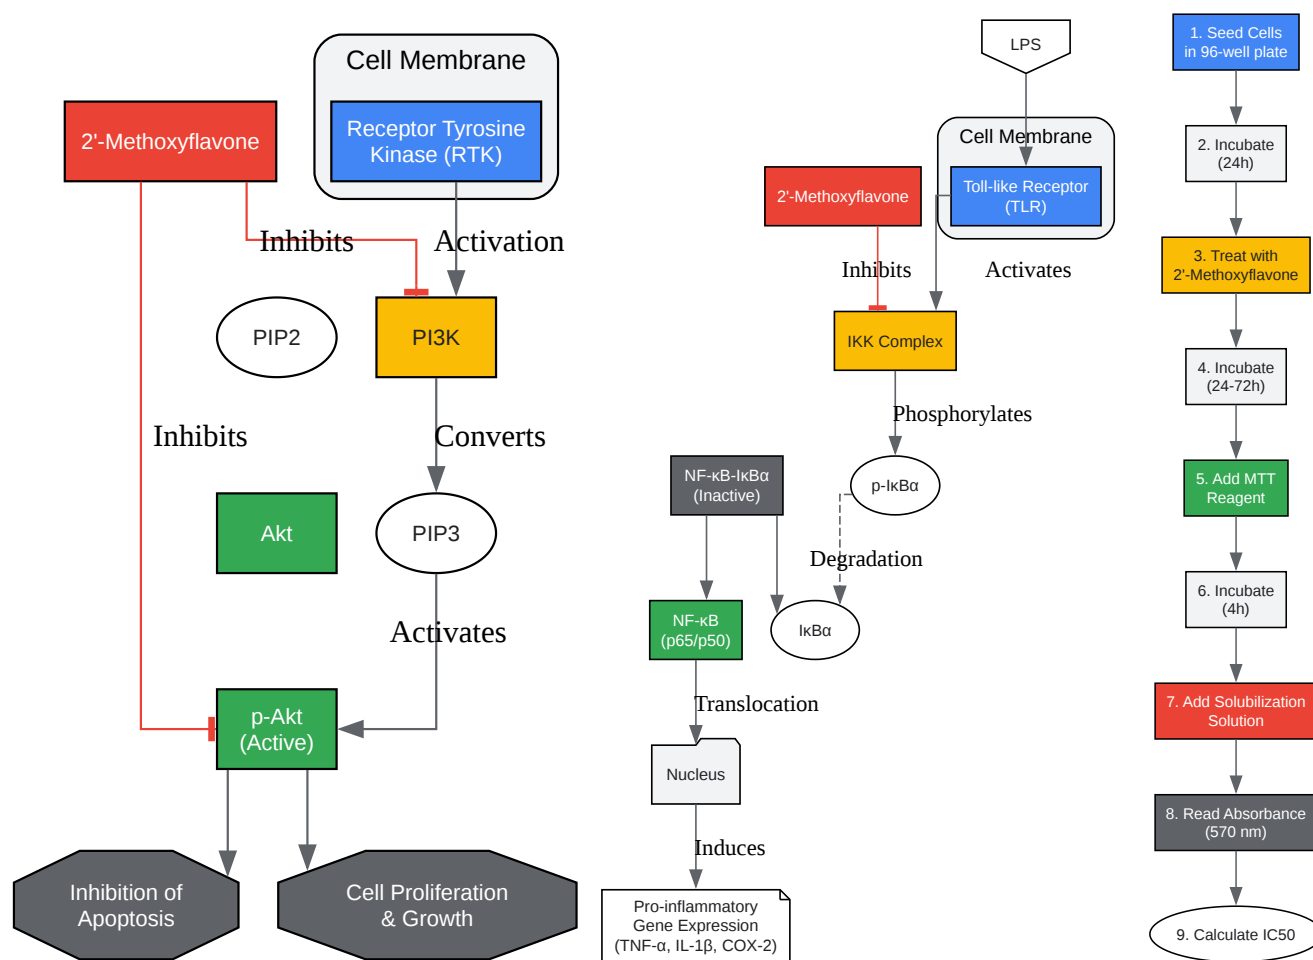 Cell Membrane
2'-Methoxyflavone
Receptor Tyrosine
Kinase (RTK)
Inhibits
Activation
PIP2
PI3K
Inhibits
Converts
Akt
PIP3
Activates
p-Akt
(Active)
Inhibition of
Apoptosis
Cell Proliferation
& Growth
LPS
Cell Membrane
2'-Methoxyflavone
Toll-like Receptor
(TLR)
Inhibits
Activates
IKK Complex
Phosphorylates
NF-κB-IκBα
(Inactive)
p-IκBα
Degradation
NF-κB
(p65/p50)
IκBα
Translocation
Nucleus
Induces
Pro-inflammatory
Gene Expression
(TNF-α, IL-1β, COX-2)
1. Seed Cells
in 96-well plate
2. Incubate
(24h)
3. Treat with
2'-Methoxyflavone
4. Incubate
(24-72h)
5. Add MTT
Reagent
6. Incubate
(4h)
7. Add Solubilization
Solution
8. Read Absorbance
(570 nm)
9. Calculate IC50